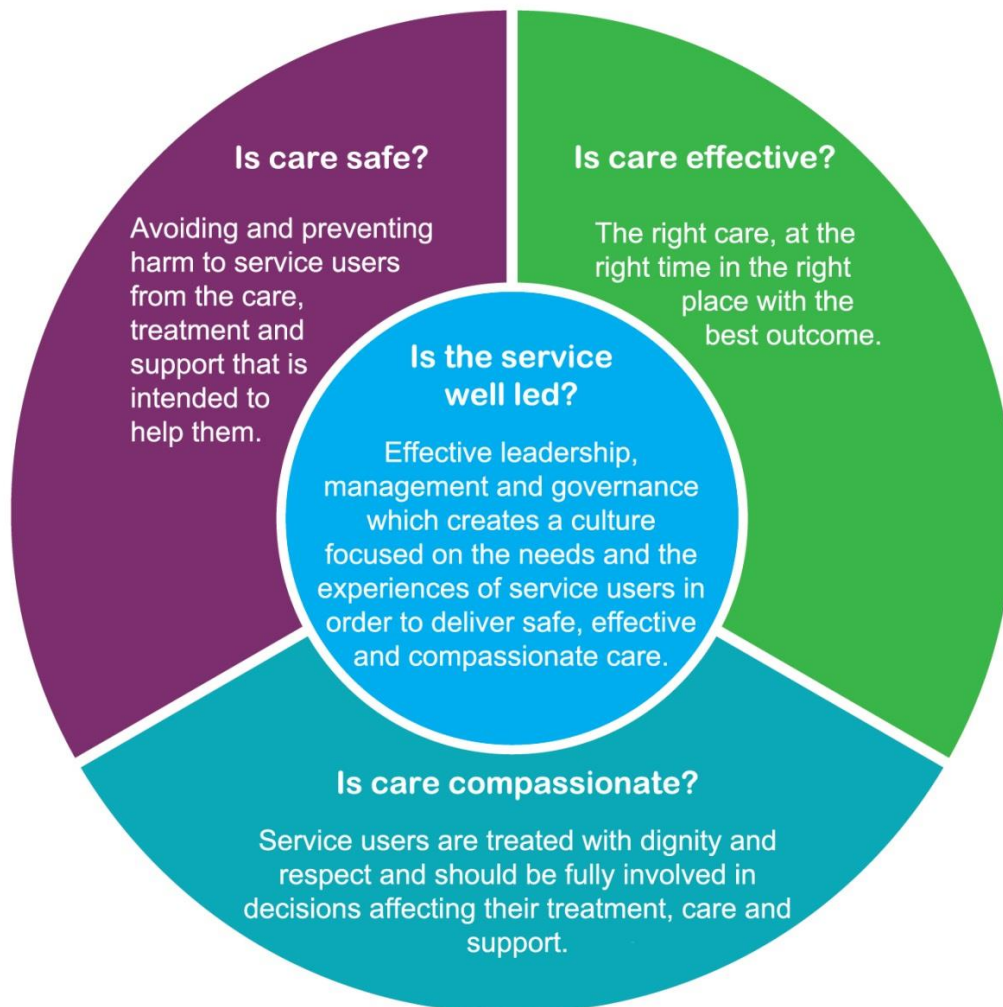 Is care safe?
Avoiding and preventing
harm to service users
from the care,
treatment and
support that is
intended to
help them.
Is care effective?
The right care, at the
right time in the right
place with the
best outcome.
Is the service
well led?
Effective leadership,
management and governance
which creates a culture
focused on the needs and the
experiences of service users in
order to deliver safe, effective
and compassionate care.
Is care compassionate?
Service users are treated with dignity and
respect and should be fully involved in
decisions affecting their treatment, care and
support.